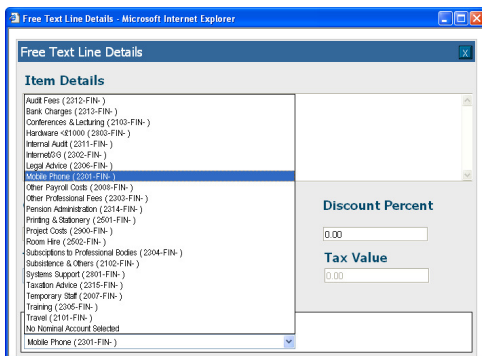 Free Text Line Details - Microsoft Internet Explorer
Free Text Line Details
X
Item Details
Audit Fees (2312-FIN- )
Bank Charges (2313-FIN- )
Conferences & Lecturing (2103-FIN- )
Hardware <£1000 (2803-FIN- )
Internal Audit (2311-FIN- )
Internet/3G (2302-FIN- )
Legal Advice (2306-FIN- )
Mobile Phone (2301-FIN- )
Other Payroll Costs (2008-FIN- )
Other Professional Fees (2303-FIN- )
Pension Administration (2314-FIN- )
Printing & Stationery (2501-FIN- )
Project Costs (2900-FIN- )
Room Hire (2502-FIN- )
Subsciptions to Professional Bodies (2304-FIN- )
Subsistence & Others (2102-FIN- )
Systems Support (2801-FIN- )
Taxation Advice (2315-FIN- )
Temporary Staff (2007-FIN- )
Training (2305-FIN- )
Travel (2101-FIN- )
No Nominal Account Selected
Mobile Phone (2301-FIN- )
Discount Percent
0.00
Tax Value
0.00